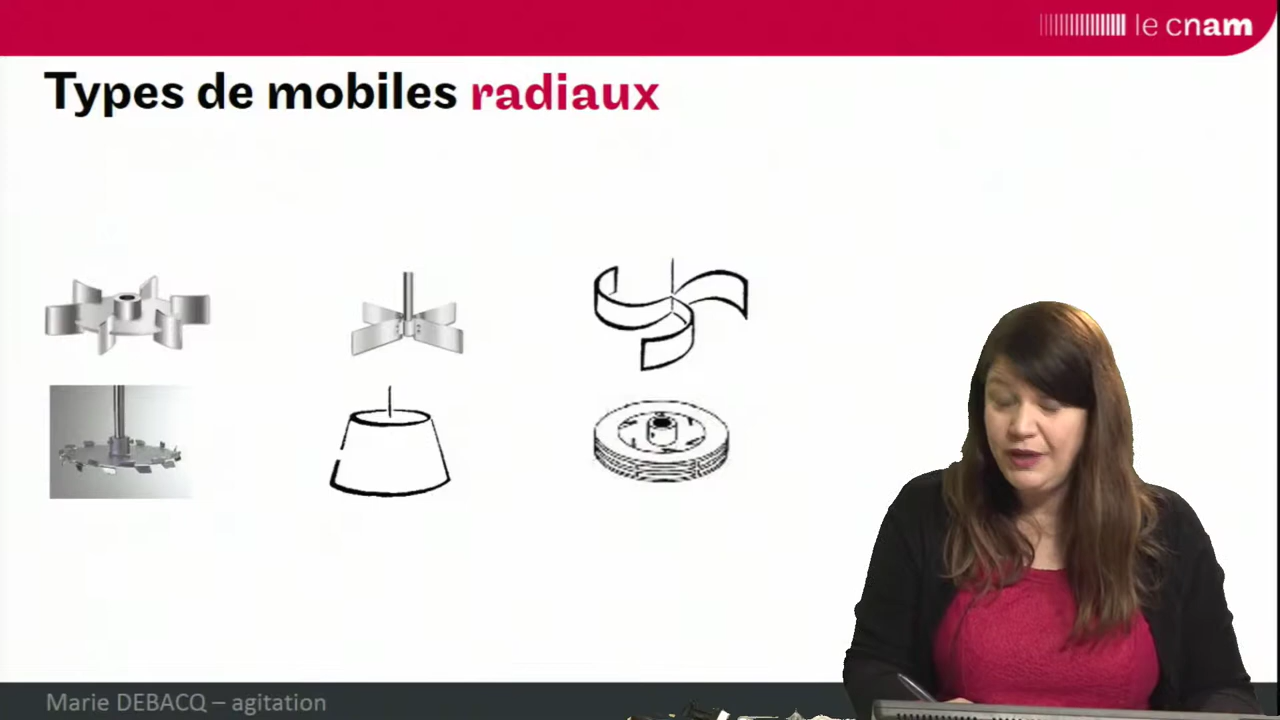 le cnam
Types de mobiles radiaux
Marie DEBACQ – agitation